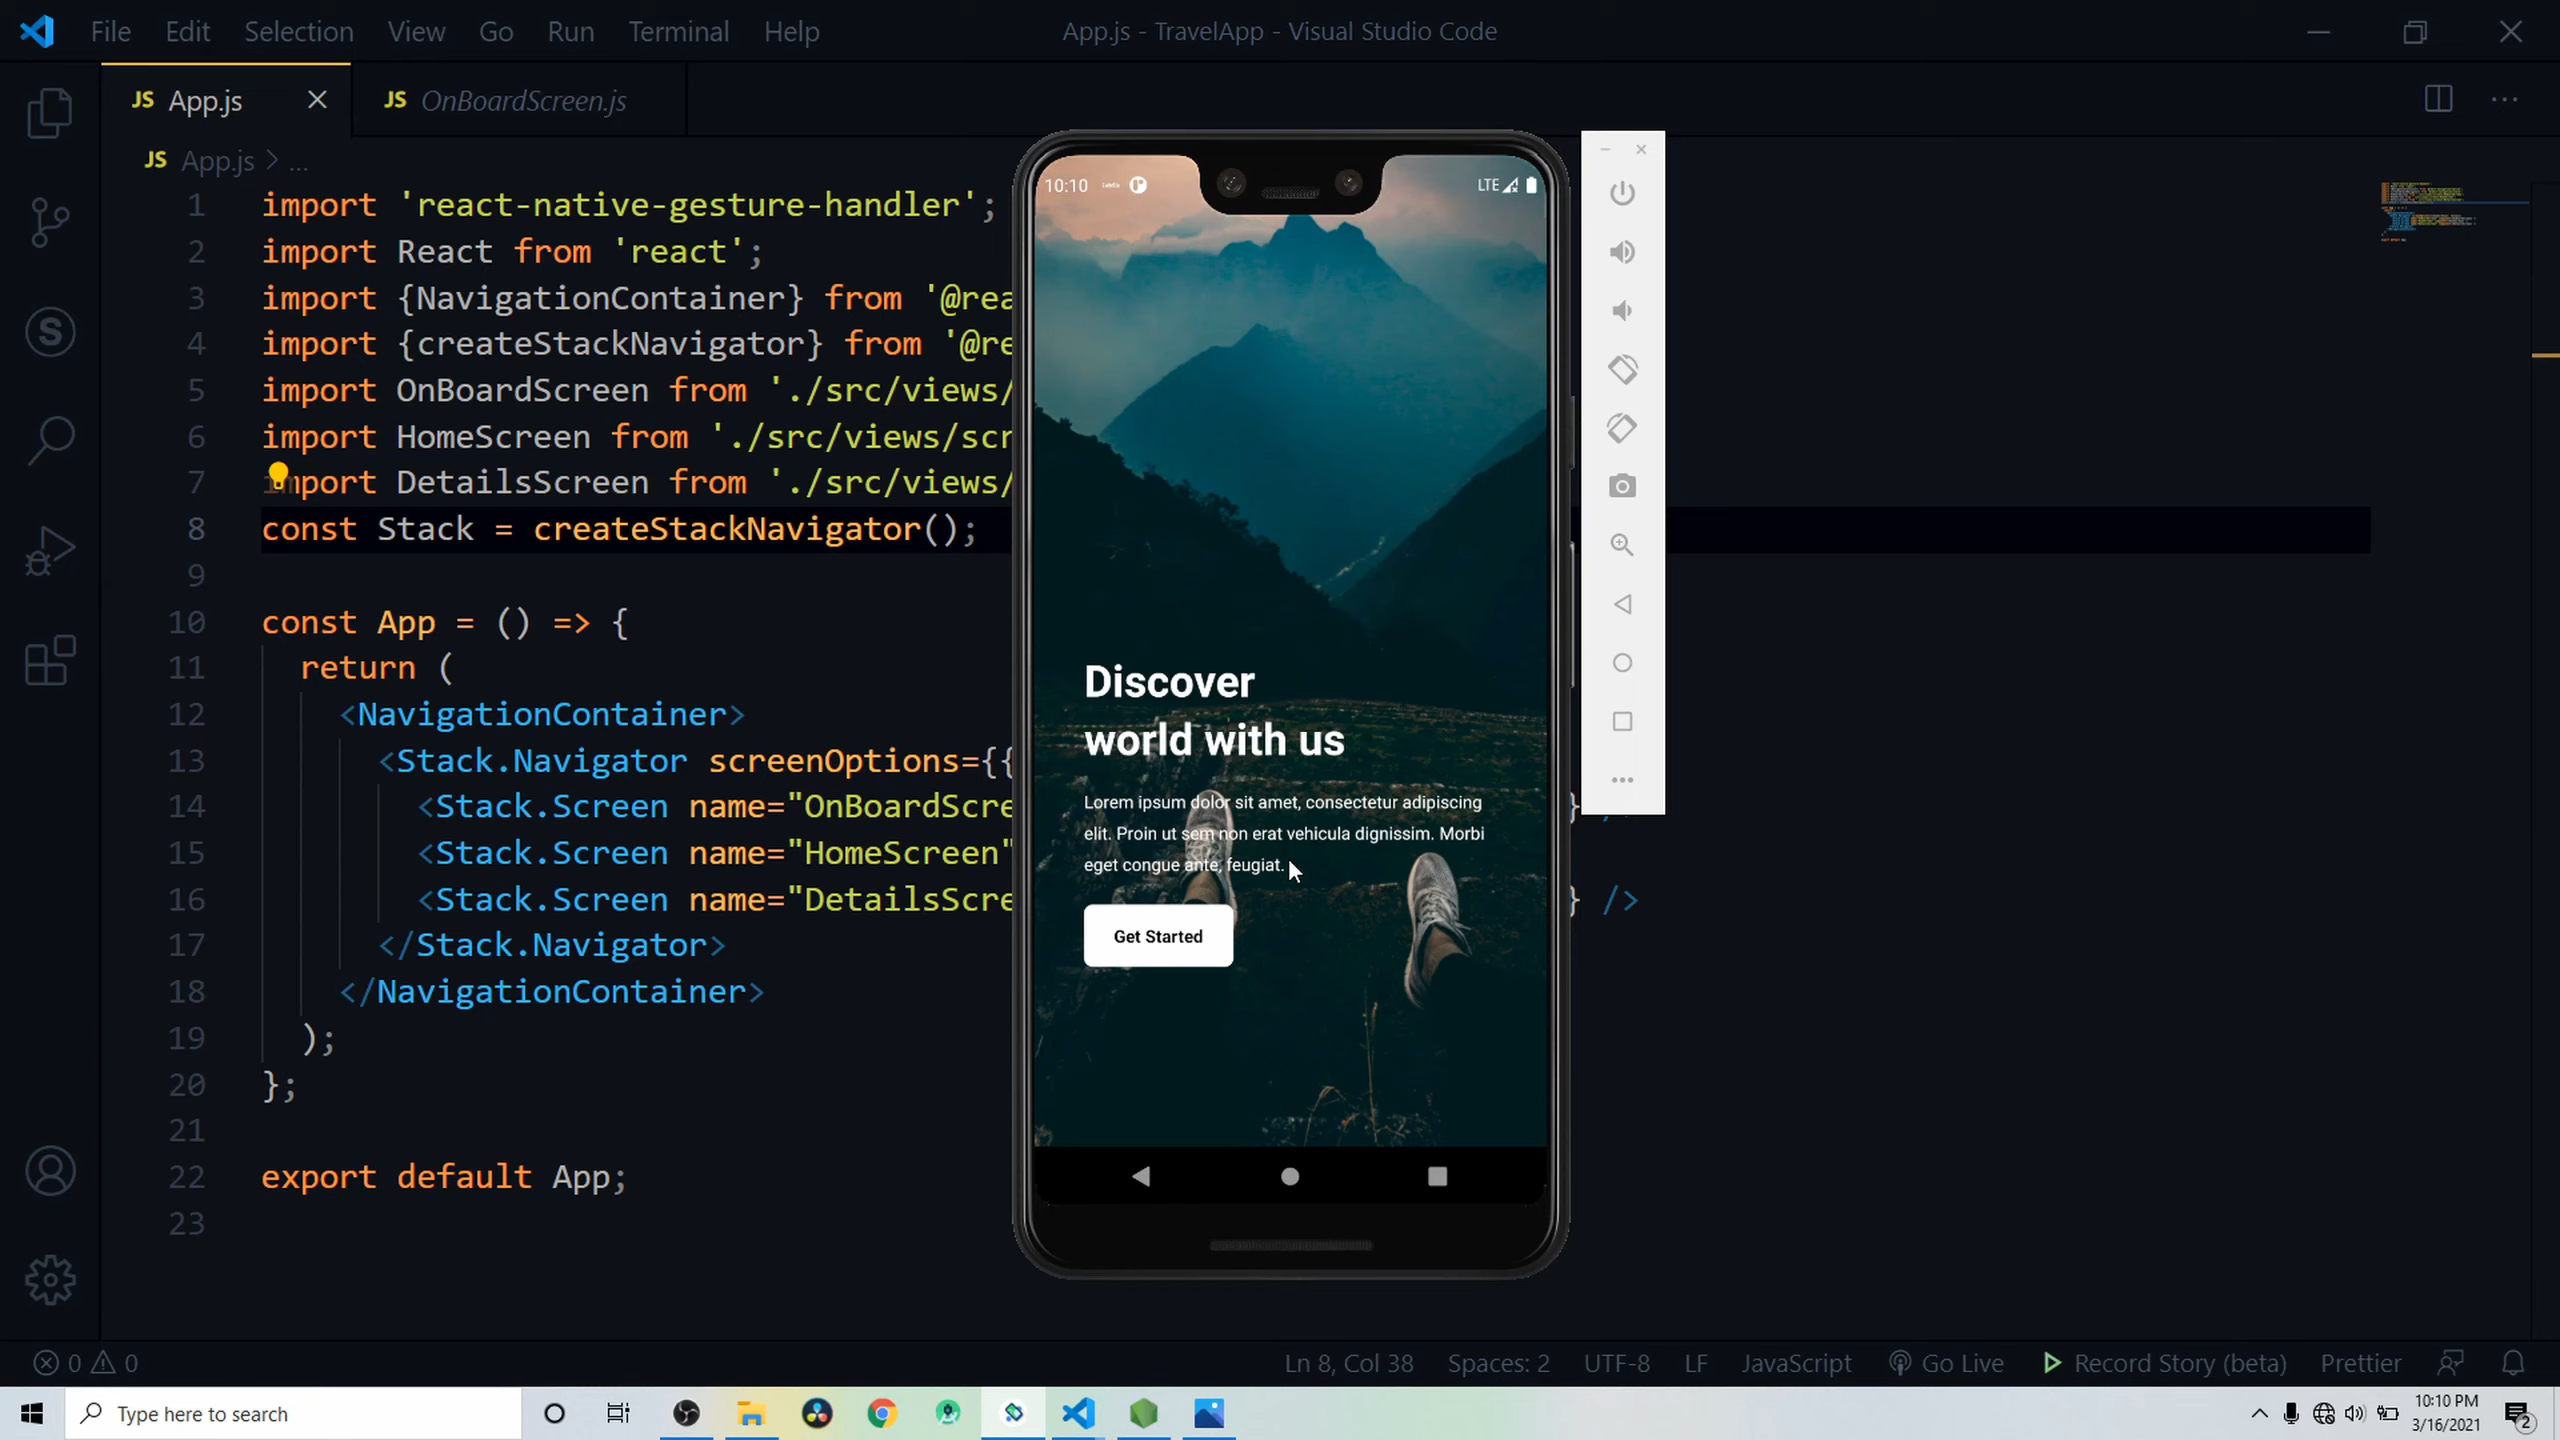 File Edit Selection View Go Run Terminal Help
App.js - TravelApp - Visual Studio Code
JS App.js
JS OnBoardScreen.js
JS App.js > ...
1 import 'react-native-gesture-handler';
2 import React from 'react';
3 import {NavigationContainer} from '@rea
4 import {createStackNavigator} from '@re
5 import OnBoardScreen from './src/views/
6 import HomeScreen from './src/views/scr
7 import DetailsScreen from './src/views/
8 const Stack = createStackNavigator();
9
10 const App = () => {
11 return (
12 <NavigationContainer>
13 <Stack.Navigator screenOptions={{
14 <Stack.Screen name="OnBoardScre
15 <Stack.Screen name="HomeScreen"
16 <Stack.Screen name="DetailsScre } />
17 </Stack.Navigator>
18 </NavigationContainer>
19 );
20 };
21
22 export default App;
23
10:10
LTE
Discover
world with us
Lorem ipsum dolor sit amet, consectetur adipiscing
elit. Proin ut sem non erat vehicula dignissim. Morbi
eget congue ante, feugiat.
Get Started
0 0
Ln 8, Col 38 Spaces: 2 UTF-8 LF JavaScript Go Live Record Story (beta) Prettier
Type here to search
10:10 PM
3/16/2021
2